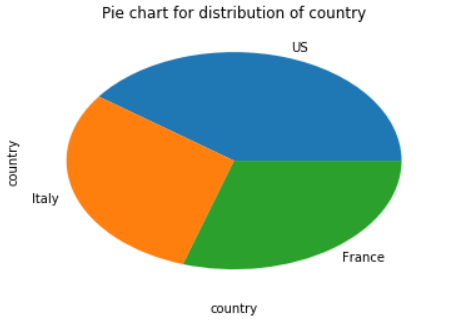 Pie chart for distribution of country
US
country
Italy
France
country